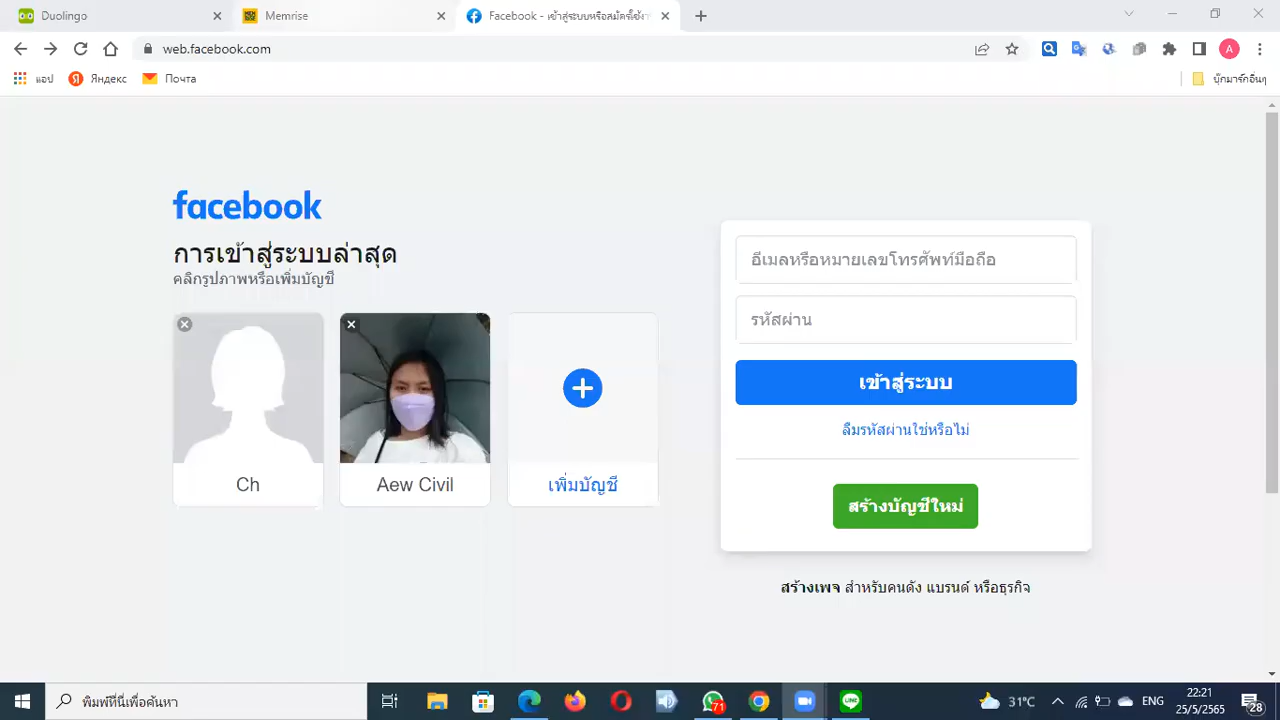 Duolingo
Memrise
Facebook - เข้าสู่ระบบหรือสมัครใช้งาน
web.facebook.com
A
แอป
Яндекс
Почта
บุ๊กมาร์กอื่นๆ
facebook
การเข้าสู่ระบบล่าสุด
คลิกรูปภาพหรือเพิ่มบัญชี
Ch
Aew Civil
เพิ่มบัญชี
อีเมลหรือหมายเลขโทรศัพท์มือถือ
รหัสผ่าน
เข้าสู่ระบบ
ลืมรหัสผ่านใช่หรือไม่
สร้างบัญชีใหม่
สร้างเพจ สำหรับคนดัง แบรนด์ หรือธุรกิจ
พิมพ์ที่นี่เพื่อค้นหา
71
31°C
ENG
22:21
25/5/2565
28